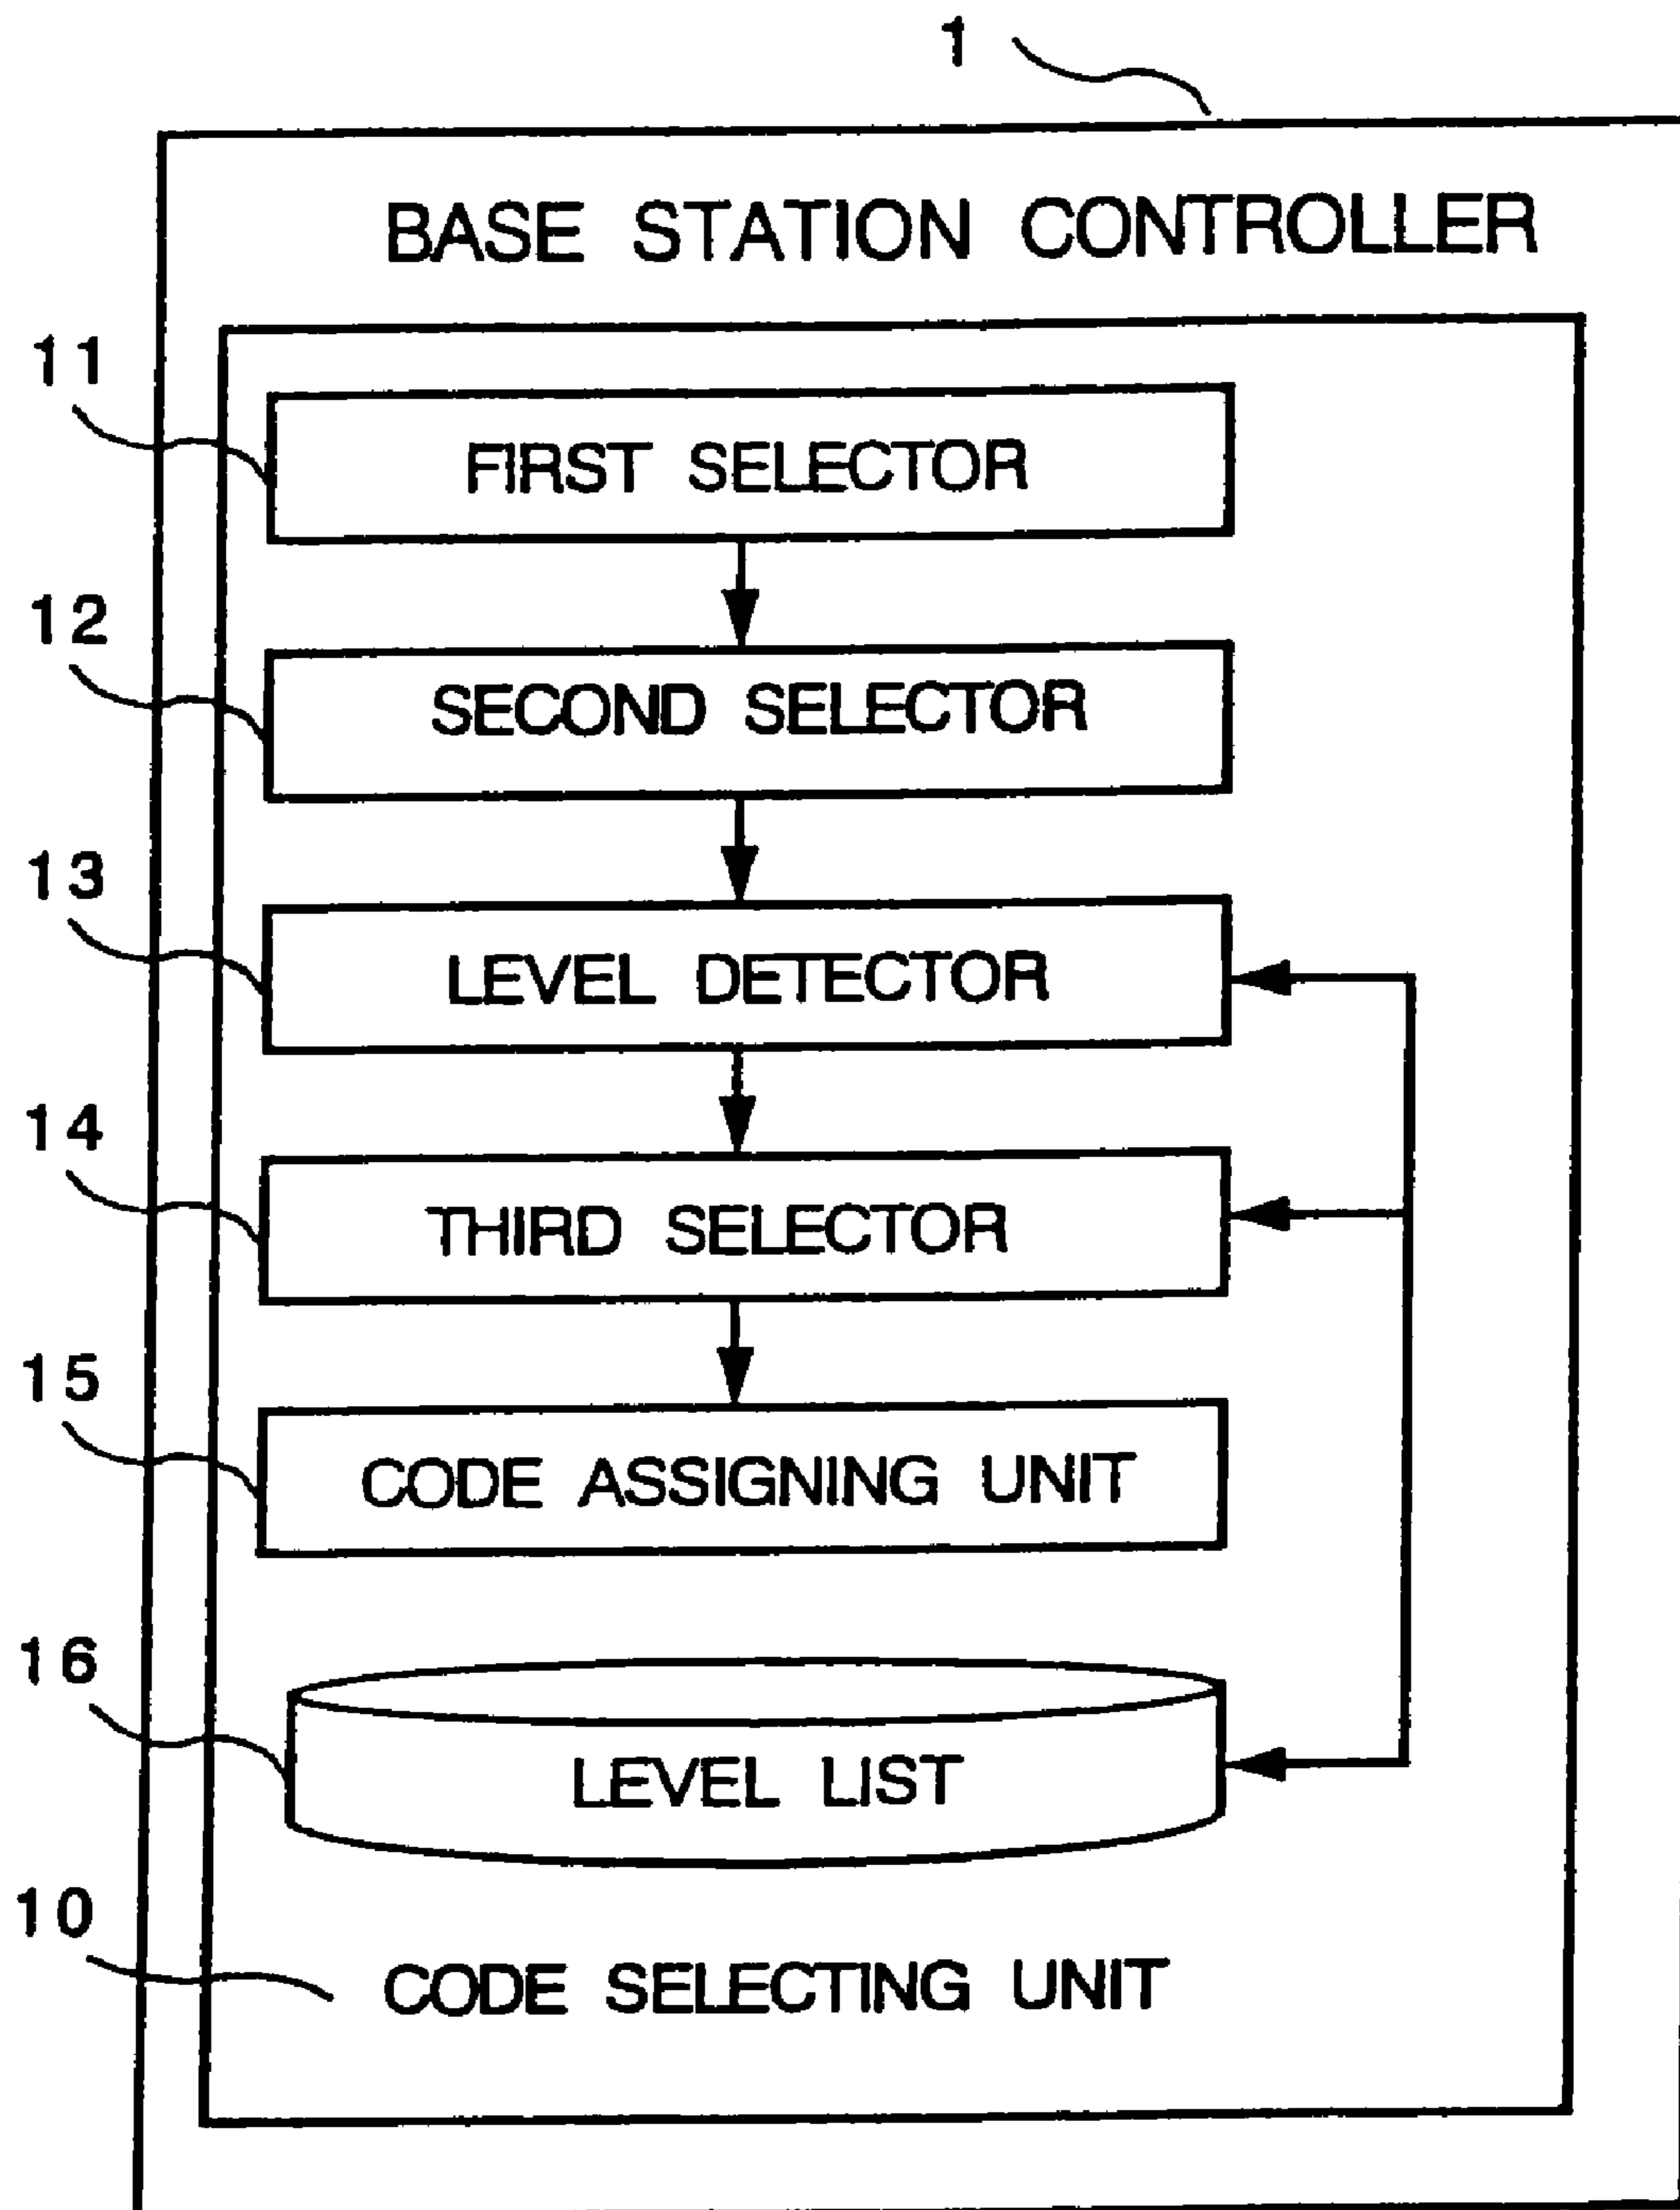 1
BASE STATION CONTROLLER
11
FIRST SELECTOR
12
SECOND SELECTOR
13
LEVEL DETECTOR
14
THIRD SELECTOR
15
CODE ASSIGNING UNIT
16
LEVEL LIST
10
CODE SELECTING UNIT